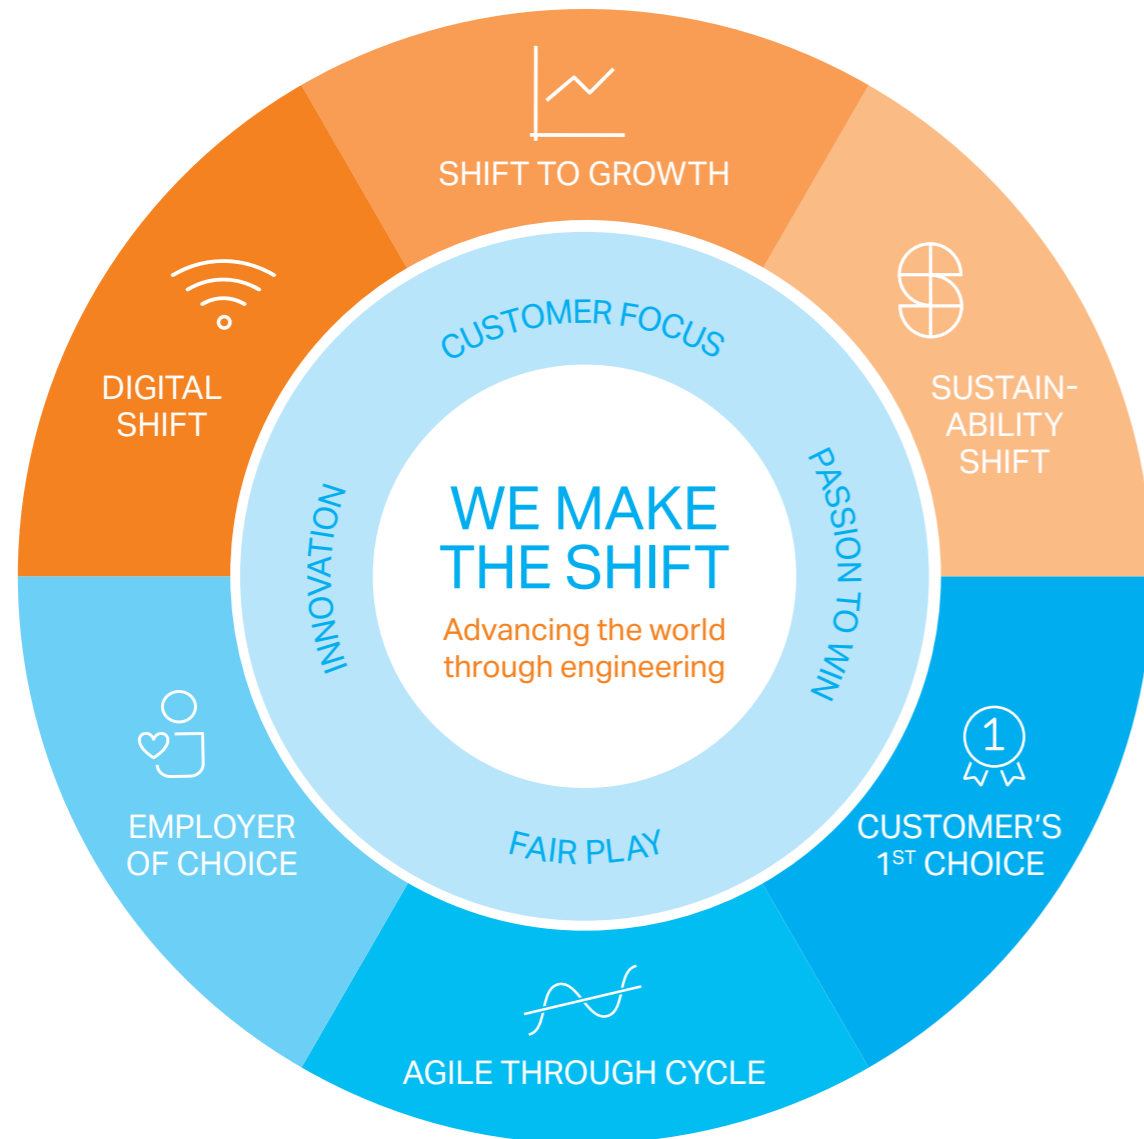 SHIFT TO GROWTH
DIGITAL
SHIFT
SUSTAIN-
ABILITY
SHIFT
CUSTOMER FOCUS
INNOVATION
PASSION TO WIN
WE MAKE
THE SHIFT
Advancing the world
through engineering
1
EMPLOYER
OF CHOICE
CUSTOMER'S
1ST CHOICE
FAIR PLAY
AGILE THROUGH CYCLE